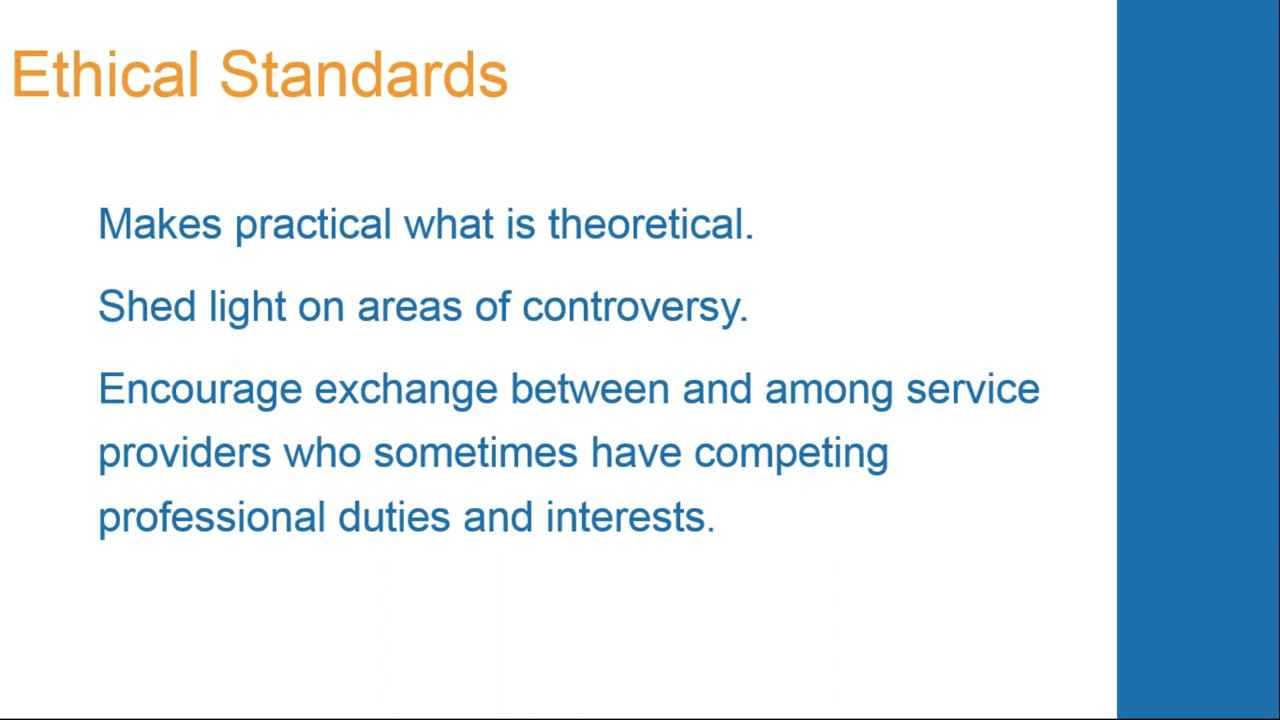 Ethical Standards
Makes practical what is theoretical.
Shed light on areas of controversy.
Encourage exchange between and among service
providers who sometimes have competing
professional duties and interests.